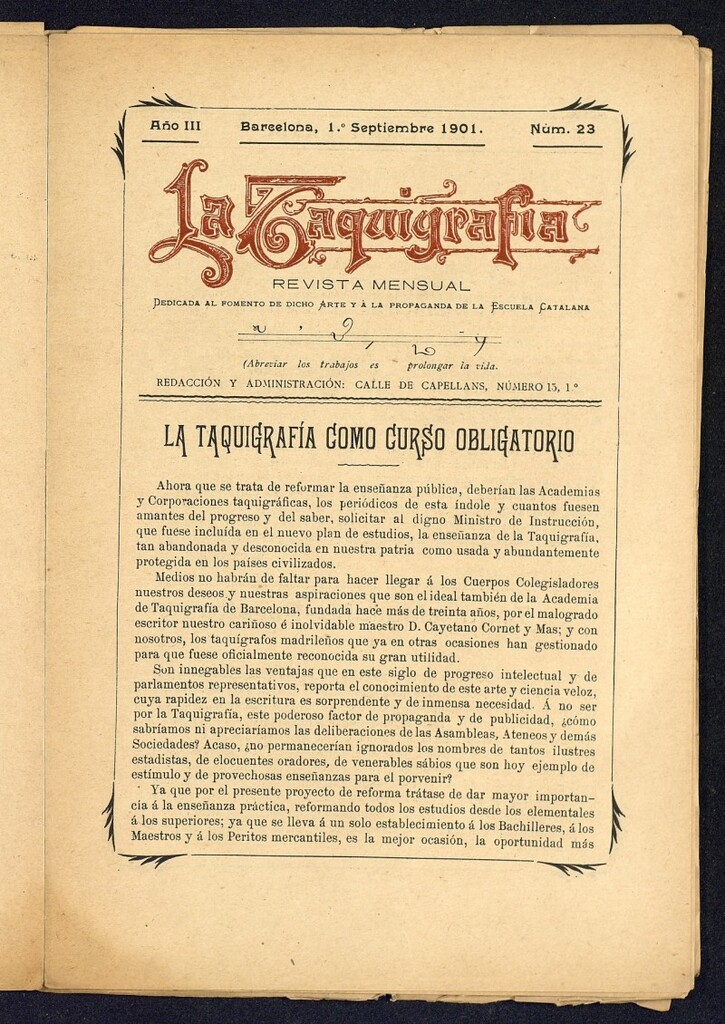 Año III Barcelona, 1.º Septiembre 1901. Núm. 23
La Taquigrafía
REVISTA MENSUAL
DEDICADA AL FOMENTO DE DICHO ARTE Y Á LA PROPAGANDA DE LA ESCUELA CATALANA
(Abreviar los trabajos es prolongar la vida.
REDACCIÓN Y ADMINISTRACIÓN: CALLE DE CAPELLANS, NÚMERO 15, 1.º
LA TAQUIGRAFÍA COMO CURSO OBLIGATORIO
Ahora que se trata de reformar la enseñanza pública, deberían las Academias
y Corporaciones taquigráficas, los periódicos de esta índole y cuantos fuesen
amantes del progreso y del saber, solicitar al digno Ministro de Instrucción,
que fuese incluída en el nuevo plan de estudios, la enseñanza de la Taquigrafía,
tan abandonada y desconocida en nuestra patria como usada y abundantemente
protegida en los países civilizados.
Medios no habrán de faltar para hacer llegar á los Cuerpos Colegisladores
nuestros deseos y nuestras aspiraciones que son el ideal también de la Academia
de Taquigrafía de Barcelona, fundada hace más de treinta años, por el malogrado
escritor nuestro cariñoso é inolvidable maestro D. Cayetano Cornet y Mas; y con
nosotros, los taquígrafos madrileños que ya en otras ocasiones han gestionado
para que fuese oficialmente reconocida su gran utilidad.
Son innegables las ventajas que en este siglo de progreso intelectual y de
parlamentos representativos, reporta el conocimiento de este arte y ciencia veloz,
cuya rapidez en la escritura es sorprendente y de inmensa necesidad. Á no ser
por la Taquigrafía, este poderoso factor de propaganda y de publicidad, ¿cómo
sabríamos ni apreciaríamos las deliberaciones de las Asambleas, Ateneos y demás
Sociedades? Acaso, ¿no permanecerían ignorados los nombres de tantos ilustres
estadistas, de elocuentes oradores, de venerables sábios que son hoy ejemplo de
estímulo y de provechosas enseñanzas para el porvenir?
Ya que por el presente proyecto de reforma trátase de dar mayor importan-
cía á la enseñanza práctica, reformando todos los estudios desde los elementales
á los superiores; ya que se lleva á un solo establecimiento á los Bachilleres, á los
Maestros y á los Peritos mercantiles, es la mejor ocasión, la oportunidad más